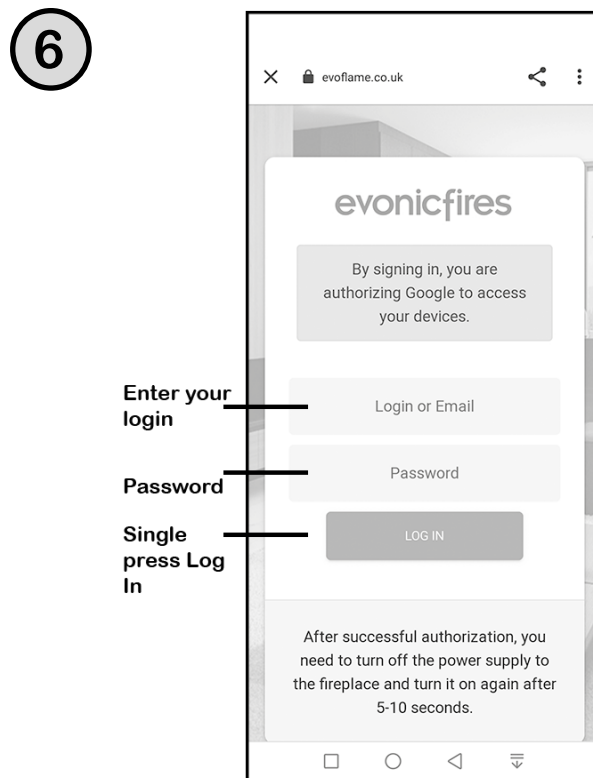 6
evoflame.co.uk
evonicfires
By signing in, you are
authorizing Google to access
your devices.
Enter your
login
Login or Email
Password
Password
Single
press Log
In
LOG IN
After successful authorization, you
need to turn off the power supply to
the fireplace and turn it on again after
5-10 seconds.